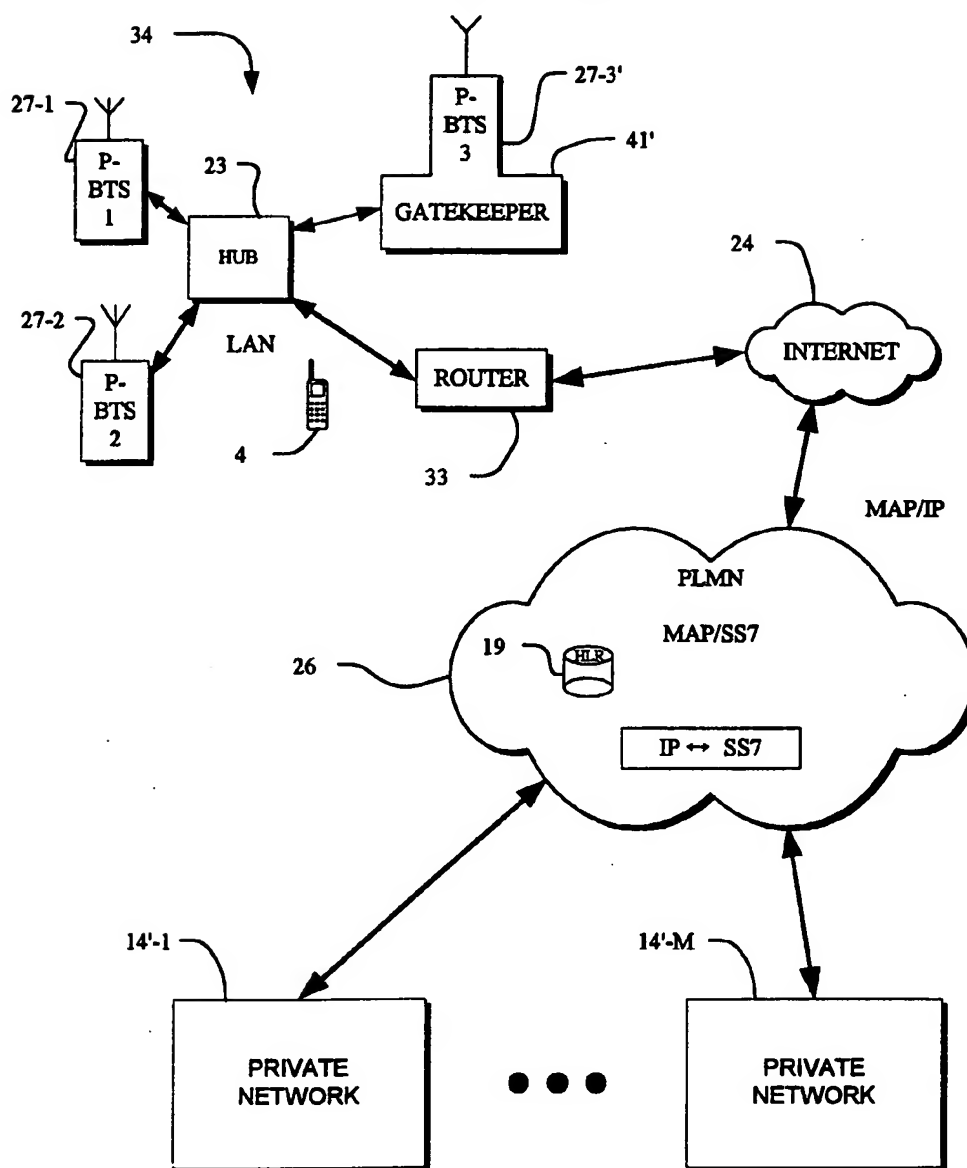 34
27-3'
27-1
P-
BTS
3
41'
P-
BTS
1
23
GATEKEEPER
HUB
24
27-2
LAN
INTERNET
P-
BTS
2
ROUTER
4
33
MAP/IP
PLMN
MAP/SS7
19
HLR
26
IP ↔ SS7
14'-1
14'-M
PRIVATE
NETWORK
PRIVATE
NETWORK